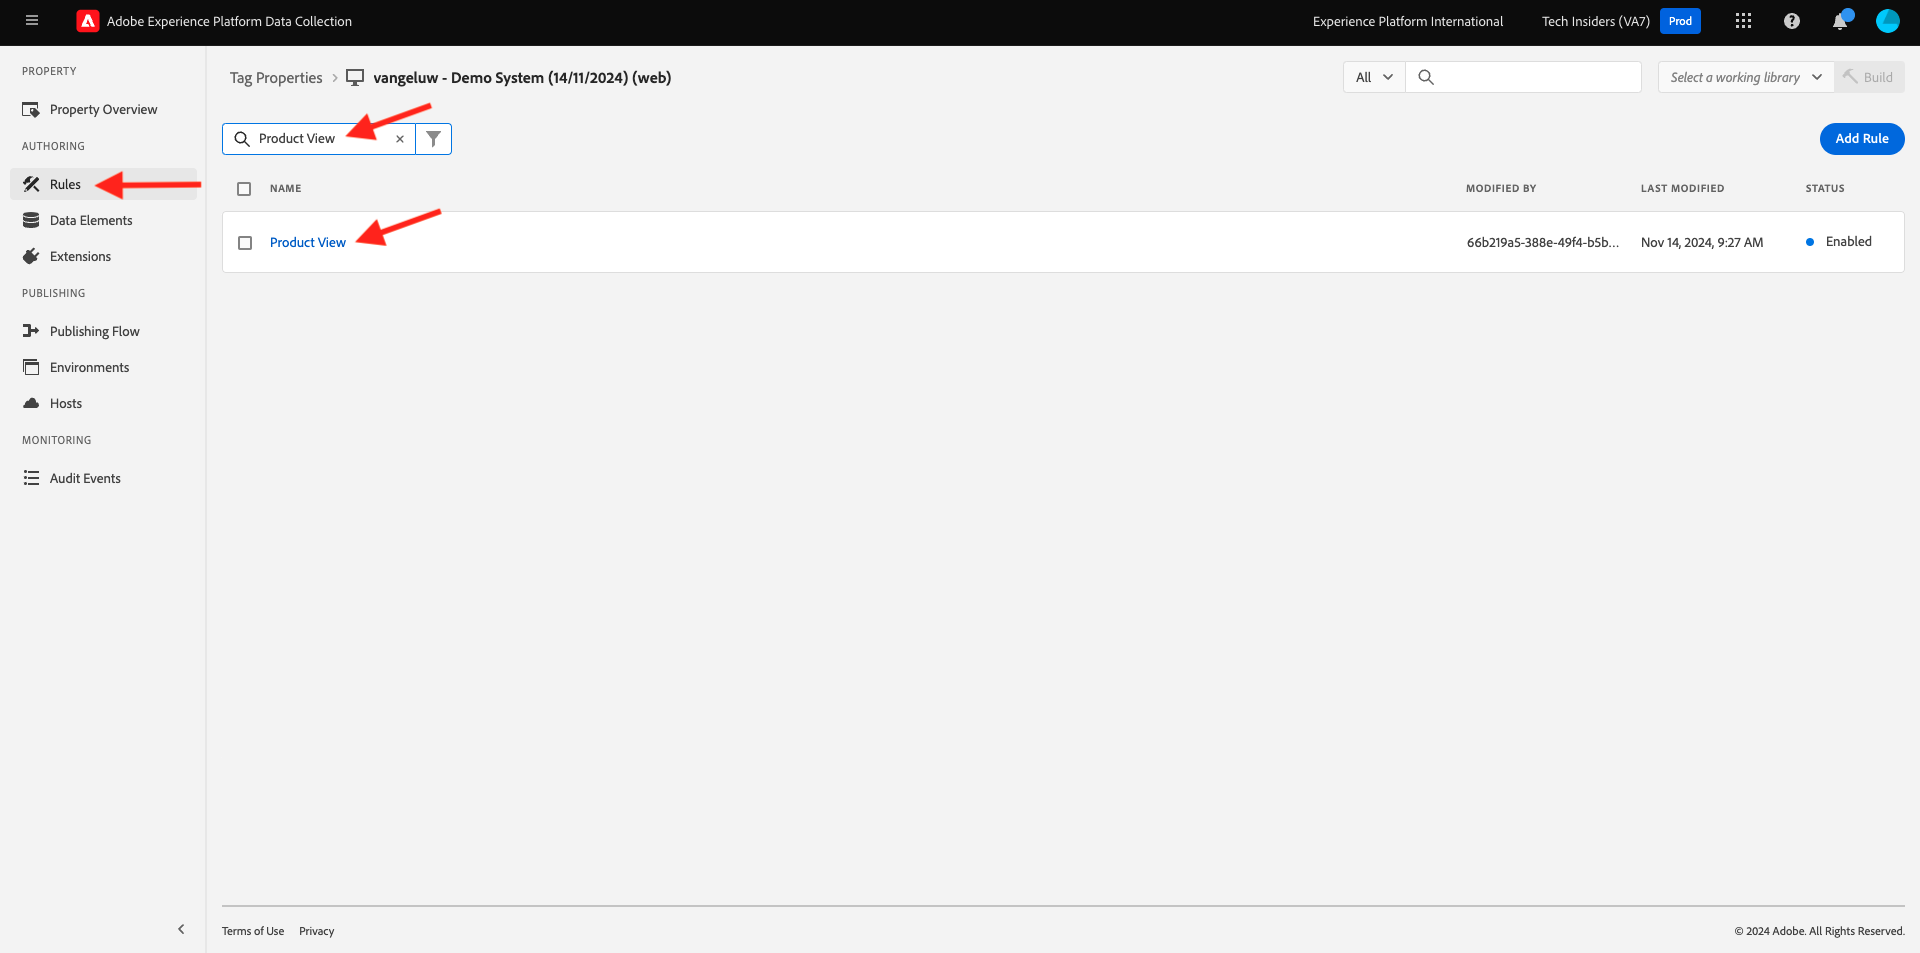 Adobe Experience Platform Data Collection
Experience Platform International
Tech Insiders (VA7)
Prod
PROPERTY
Property Overview
AUTHORING
Rules
Data Elements
Extensions
PUBLISHING
Publishing Flow
Environments
Hosts
MONITORING
Audit Events
Tag Properties
vangeluw - Demo System (14/11/2024) (web)
All
Select a working library
Build
Product View
Add Rule
NAME
MODIFIED BY
LAST MODIFIED
STATUS
Product View
66b219a5-388e-49f4-b5b...
Nov 14, 2024, 9:27 AM
Enabled
Terms of Use
Privacy
© 2024 Adobe. All Rights Reserved.